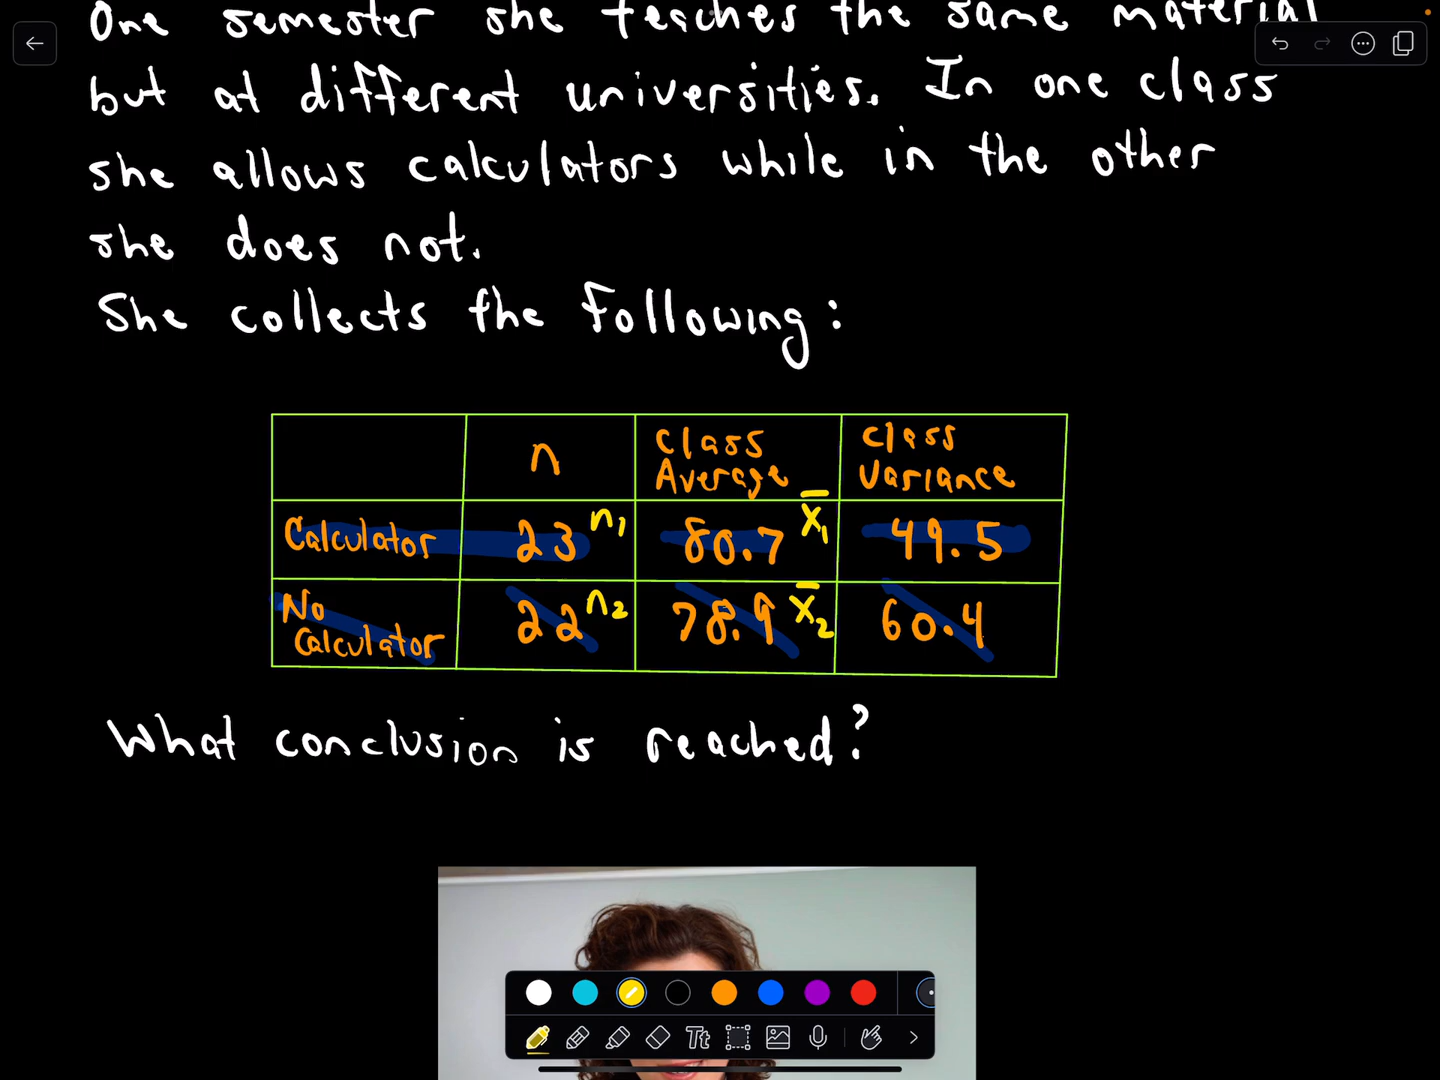 One semester she teaches the same material
but at different universities. In one class
she allows calculators while in the other
she does not.
She collects the following:
n Class Average Class Variance
Calculator 23 n₁ 80.7 x̄₁ 49.5
No Calculator 22 n₂ 78.9 x̄₂ 60.4
What conclusion is reached?
Tt